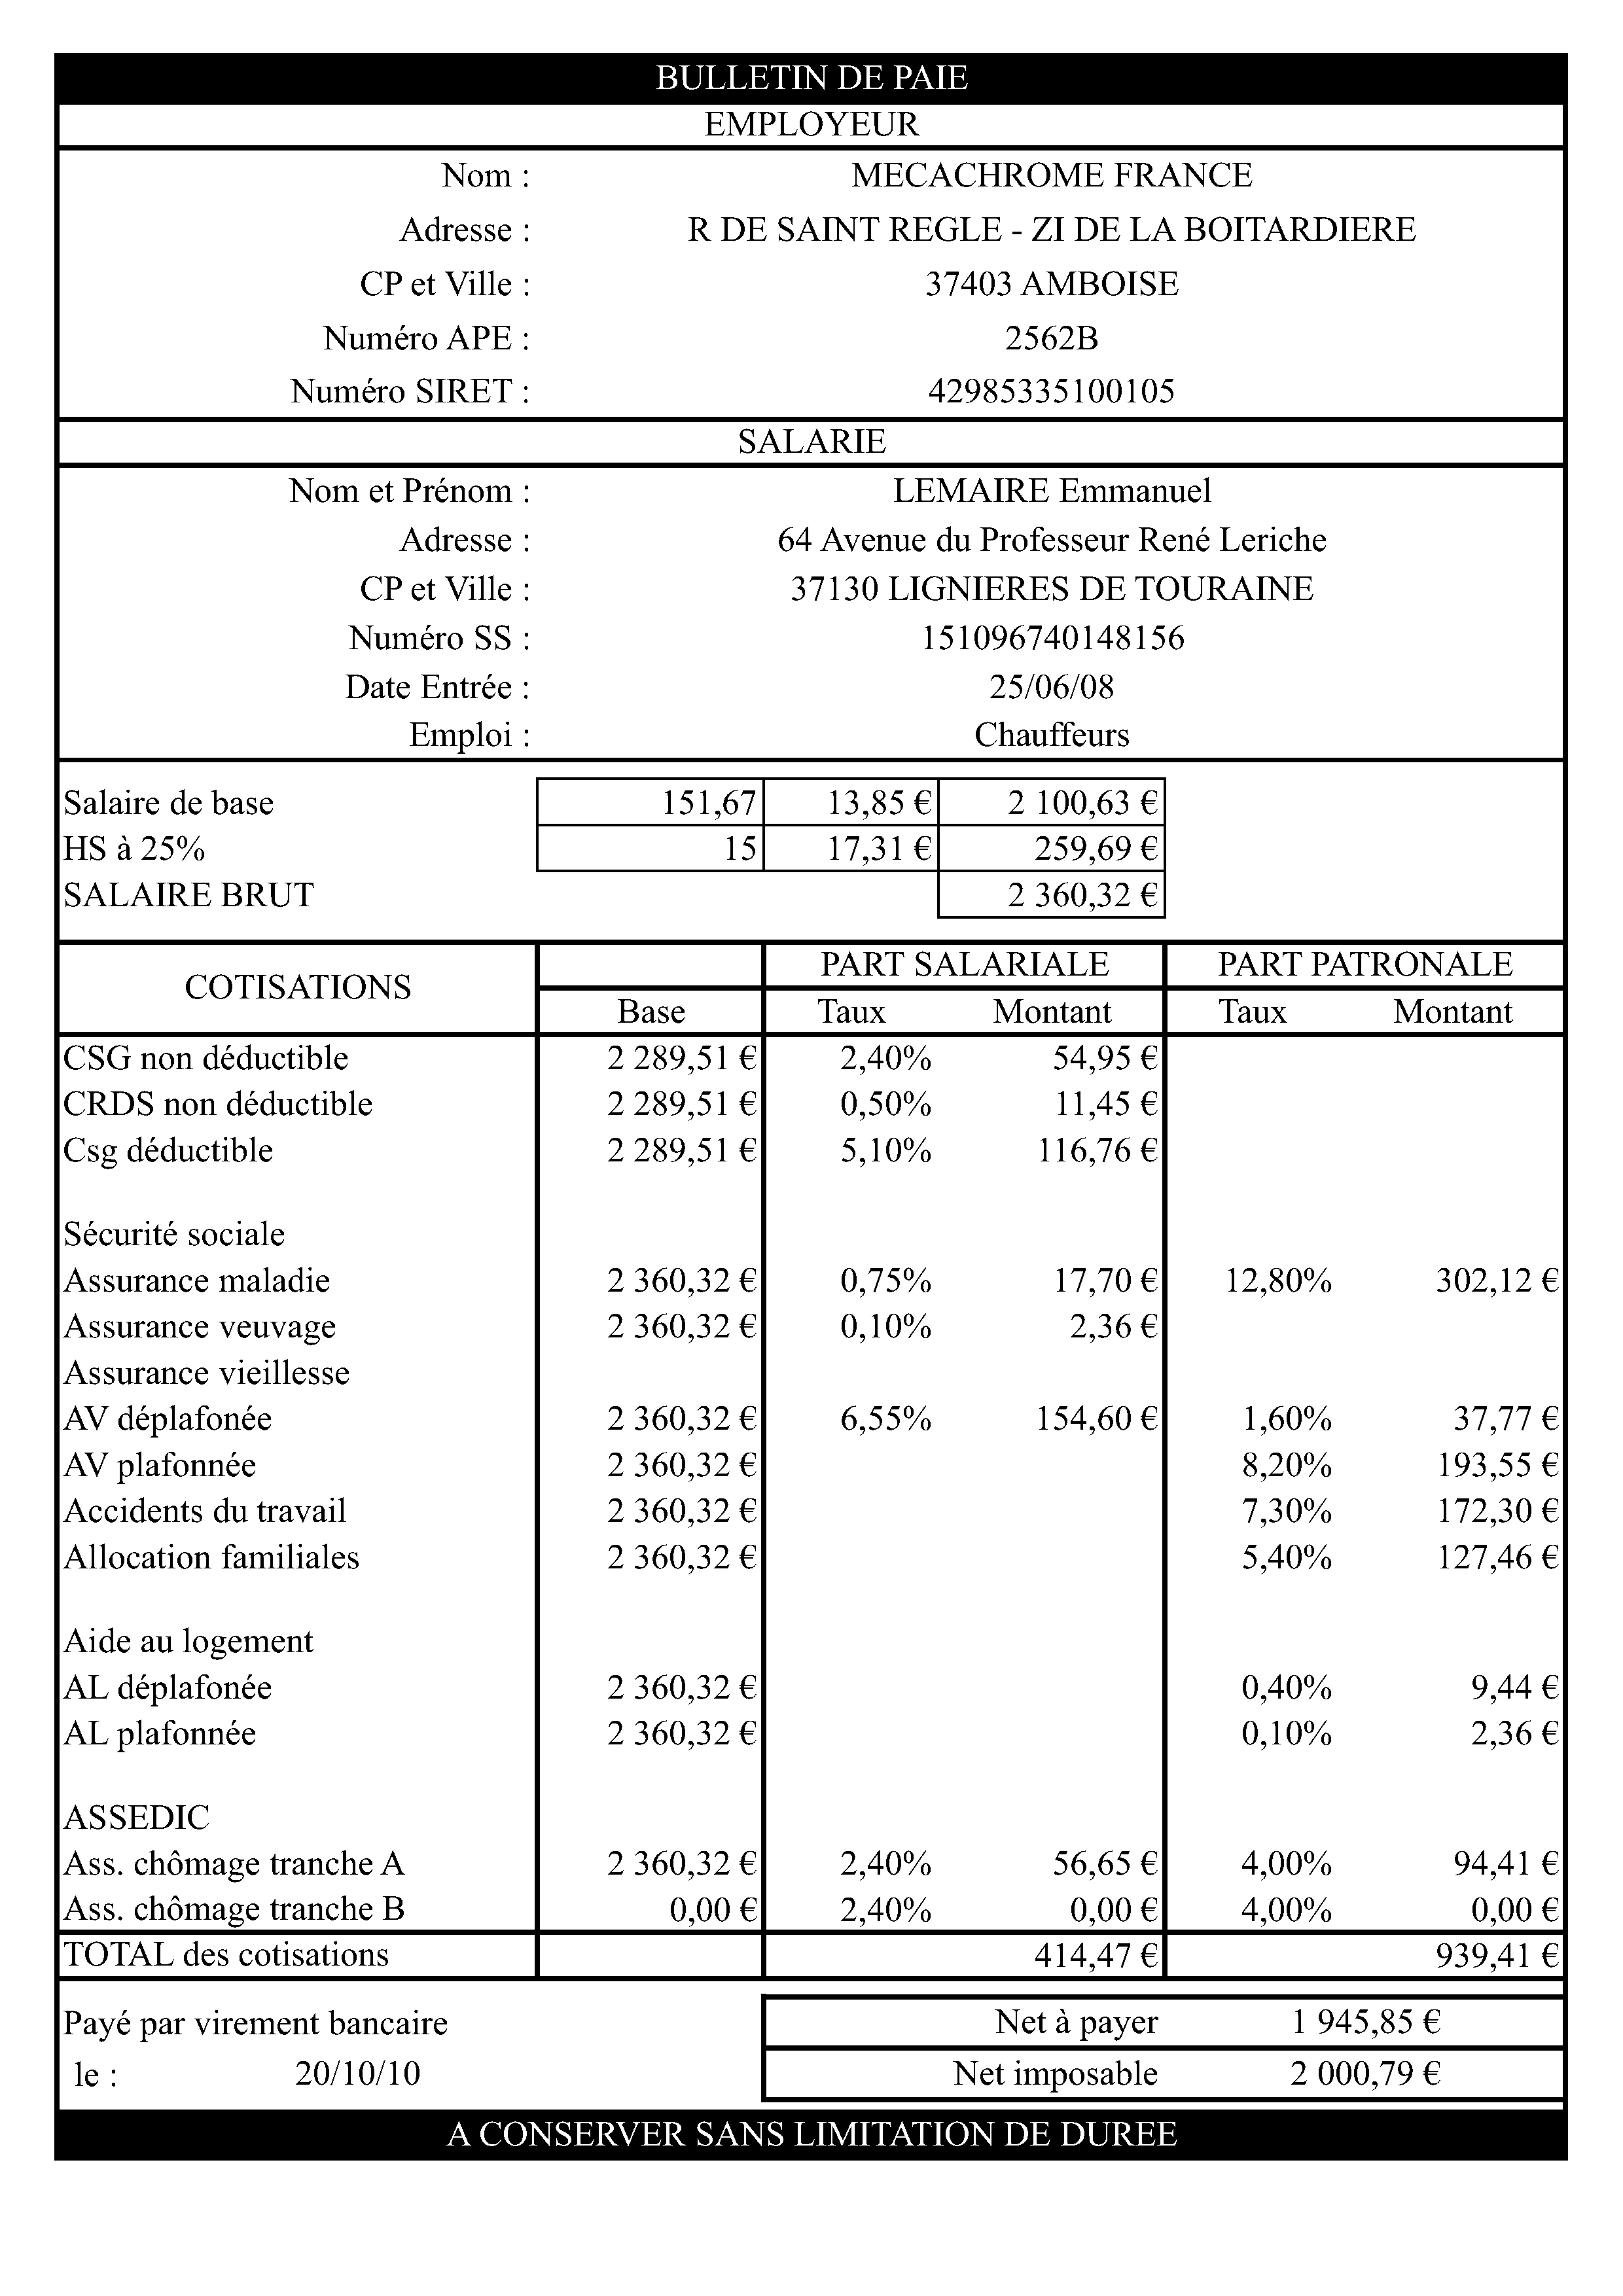 BULLETIN DE PAIE
EMPLOYEUR
Nom : MECACHROME FRANCE
Adresse : R DE SAINT REGLE - ZI DE LA BOITARDIERE
CP et Ville : 37403 AMBOISE
Numéro APE : 2562B
Numéro SIRET : 42985335100105
SALARIE
Nom et Prénom : LEMAIRE Emmanuel
Adresse : 64 Avenue du Professeur René Leriche
CP et Ville : 37130 LIGNIERES DE TOURAINE
Numéro SS : 151096740148156
Date Entrée : 25/06/08
Emploi : Chauffeurs
Salaire de base 151,67 13,85 € 2 100,63 €
HS à 25% 15 17,31 € 259,69 €
SALAIRE BRUT 2 360,32 €
COTISATIONS PART SALARIALE PART PATRONALE
Base Taux Montant Taux Montant
CSG non déductible 2 289,51 € 2,40% 54,95 €
CRDS non déductible 2 289,51 € 0,50% 11,45 €
Csg déductible 2 289,51 € 5,10% 116,76 €
Sécurité sociale
Assurance maladie 2 360,32 € 0,75% 17,70 € 12,80% 302,12 €
Assurance veuvage 2 360,32 € 0,10% 2,36 €
Assurance vieillesse
AV déplafonée 2 360,32 € 6,55% 154,60 € 1,60% 37,77 €
AV plafonnée 2 360,32 € 8,20% 193,55 €
Accidents du travail 2 360,32 € 7,30% 172,30 €
Allocation familiales 2 360,32 € 5,40% 127,46 €
Aide au logement
AL déplafonée 2 360,32 € 0,40% 9,44 €
AL plafonnée 2 360,32 € 0,10% 2,36 €
ASSEDIC
Ass. chômage tranche A 2 360,32 € 2,40% 56,65 € 4,00% 94,41 €
Ass. chômage tranche B 0,00 € 2,40% 0,00 € 4,00% 0,00 €
TOTAL des cotisations 414,47 € 939,41 €
Payé par virement bancaire Net à payer 1 945,85 €
le : 20/10/10 Net imposable 2 000,79 €
A CONSERVER SANS LIMITATION DE DUREE